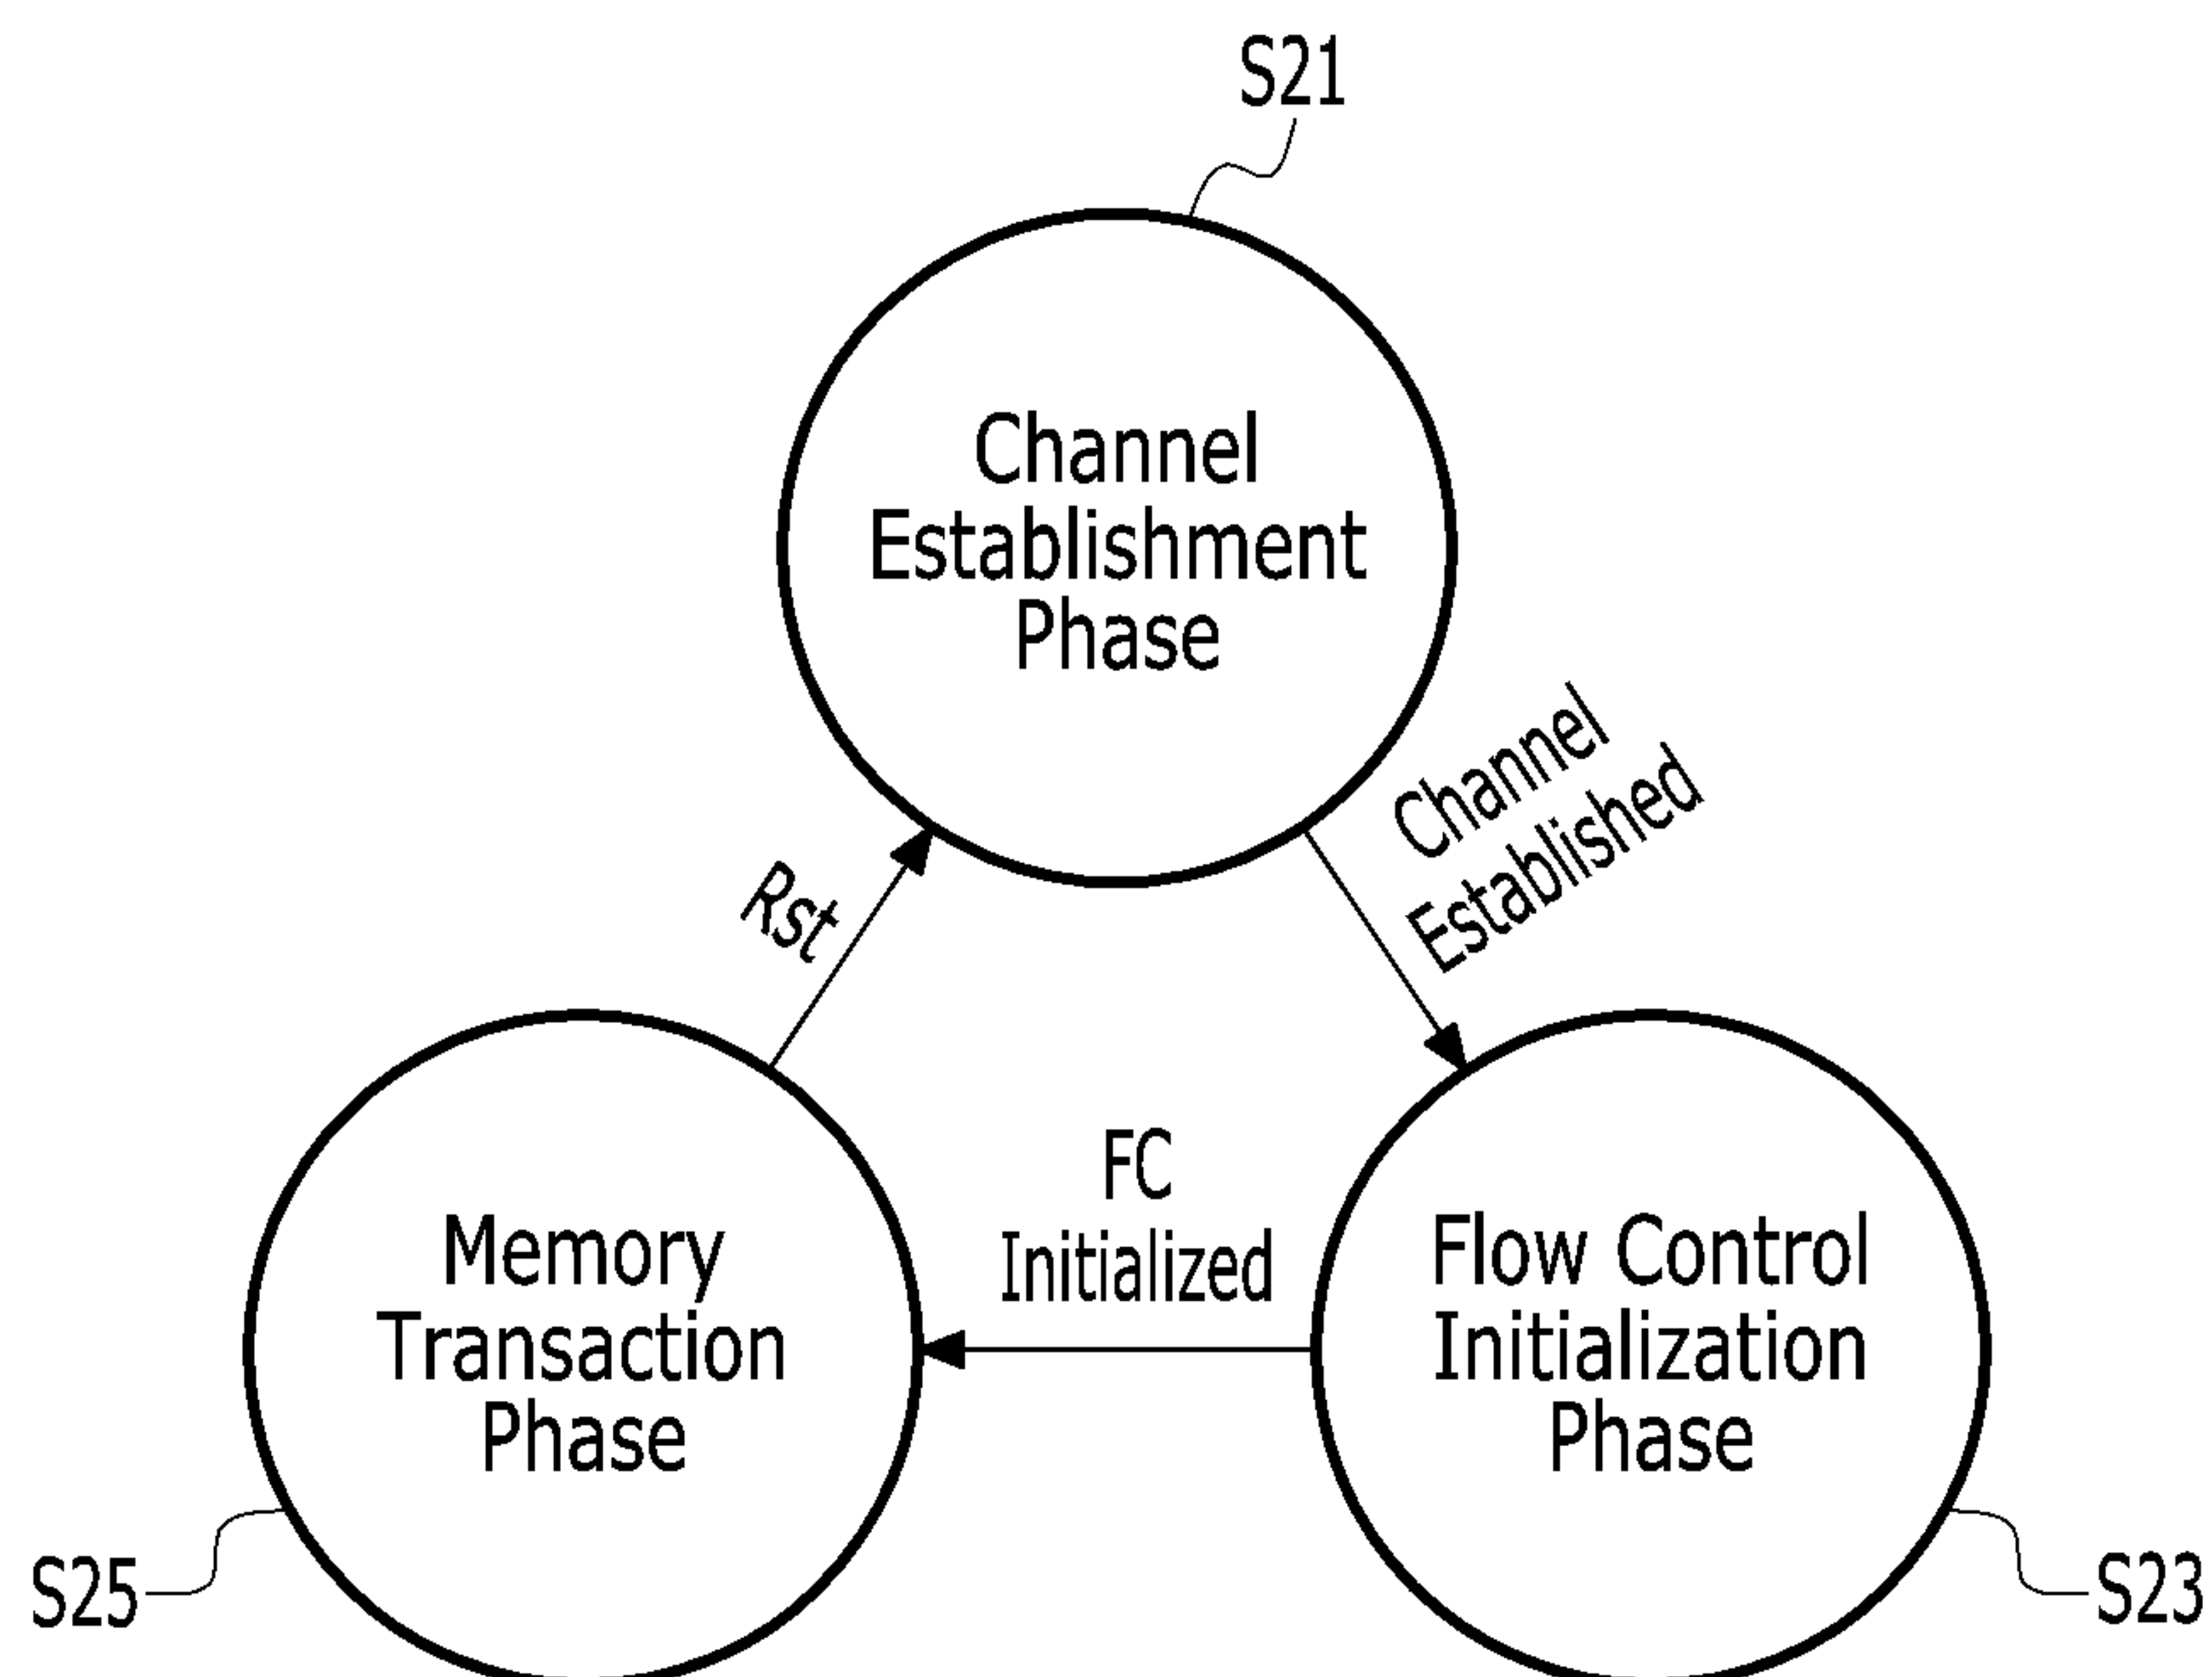 S21
Channel
Establishment
Phase
Channel
Established
Rst
FC
Initialized
Memory
Transaction
Phase
Flow Control
Initialization
Phase
S25
S23